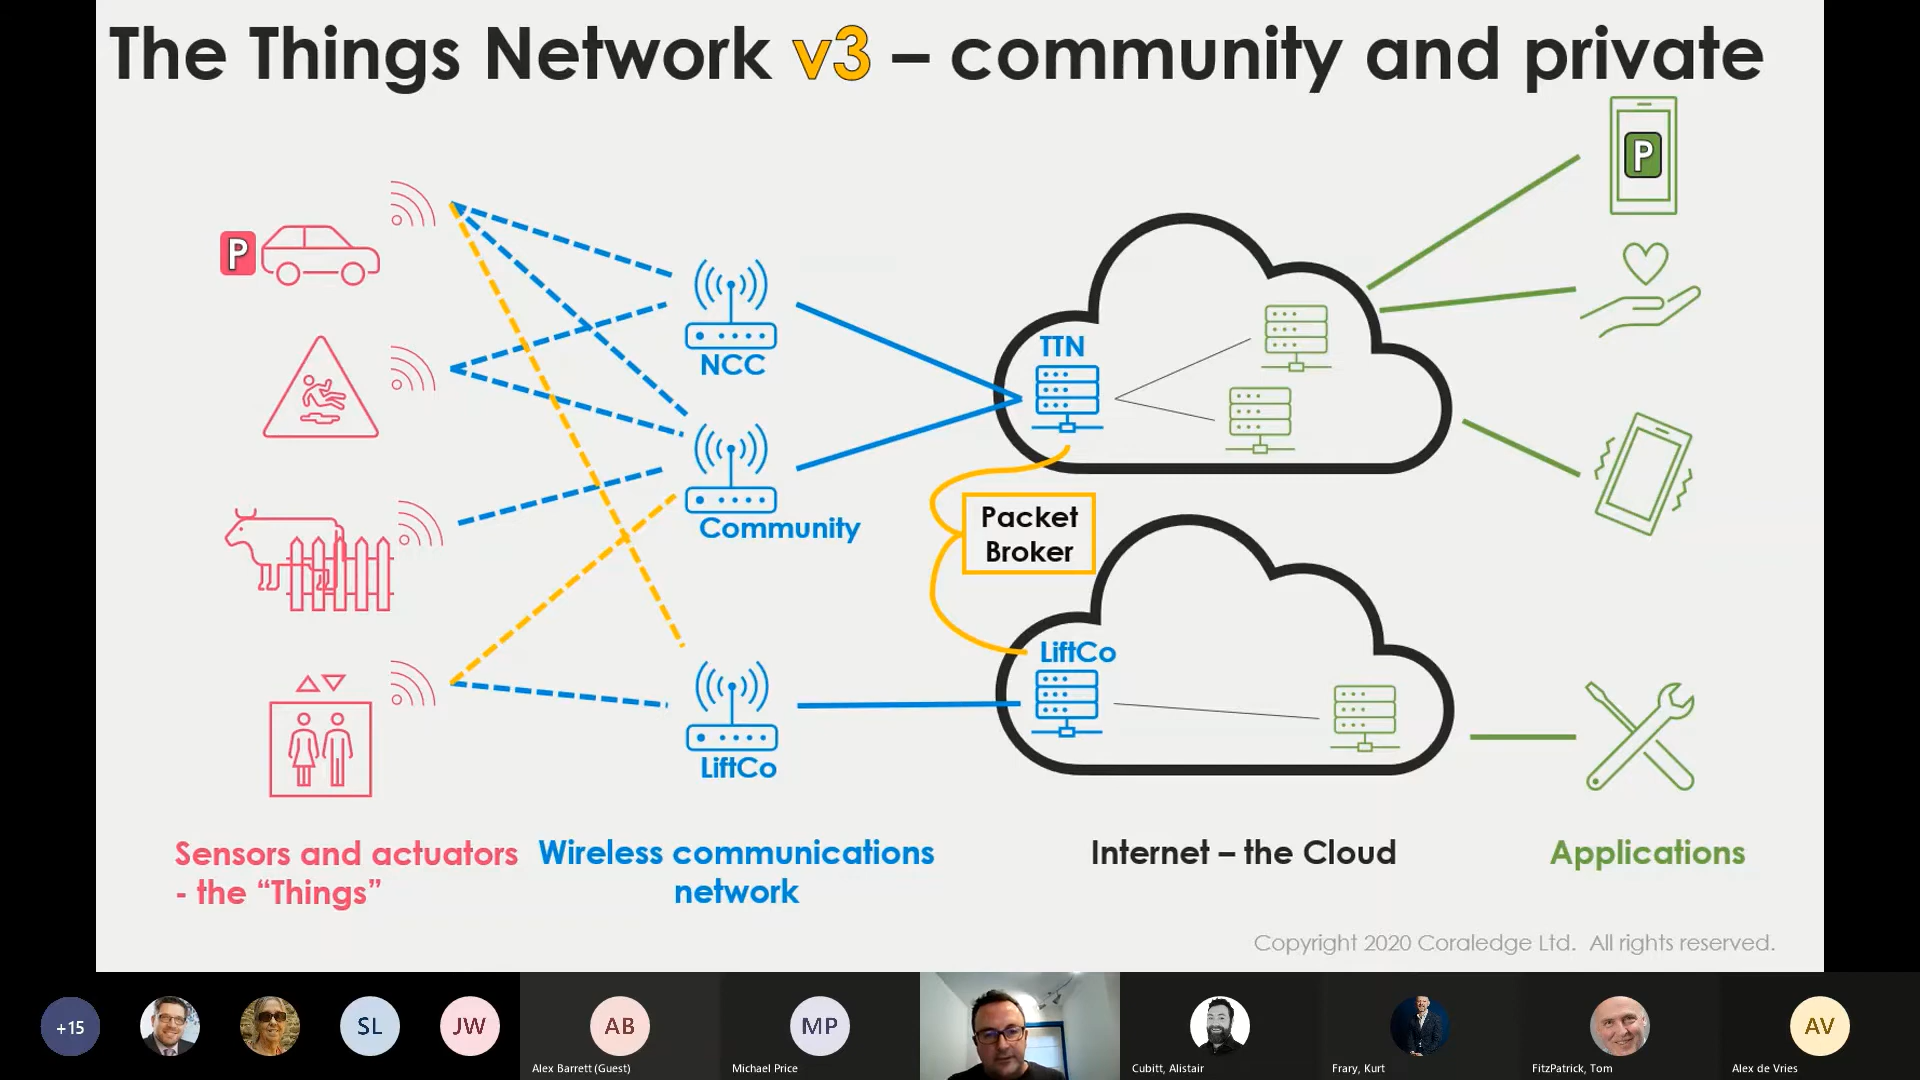 The Things Network v3 – community and private
P
P
NCC
TTN
Community
Packet
Broker
LiftCo
LiftCo
Sensors and actuators
- the “Things”
Wireless communications
network
Internet – the Cloud
Applications
Copyright 2020 Coraledge Ltd. All rights reserved.
+15
SL
JW
AB
Alex Barrett (Guest)
MP
Michael Price
Cubitt, Alistair
Frary, Kurt
FitzPatrick, Tom
AV
Alex de Vries